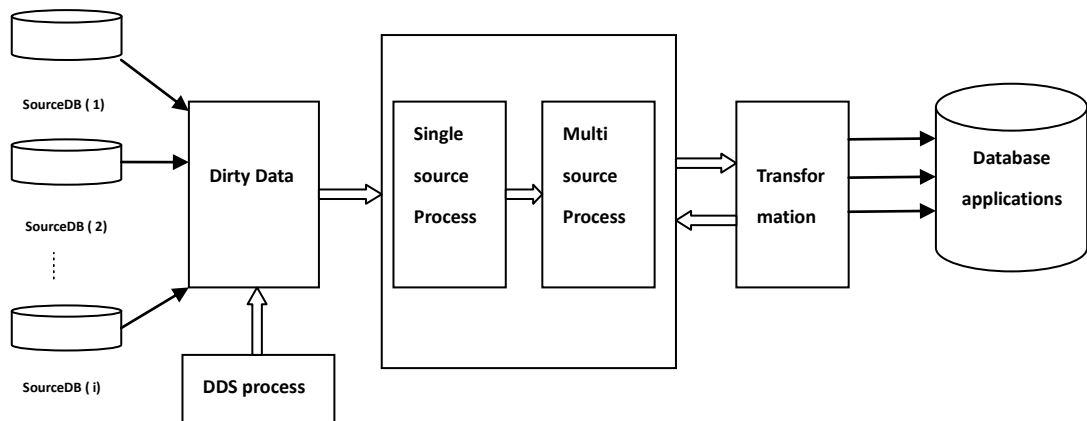 SourceDB ( 1)
SourceDB ( 2)
SourceDB ( i)
Dirty Data
DDS process
Single
source
Process
Multi
source
Process
Transfor
mation
Database
applications